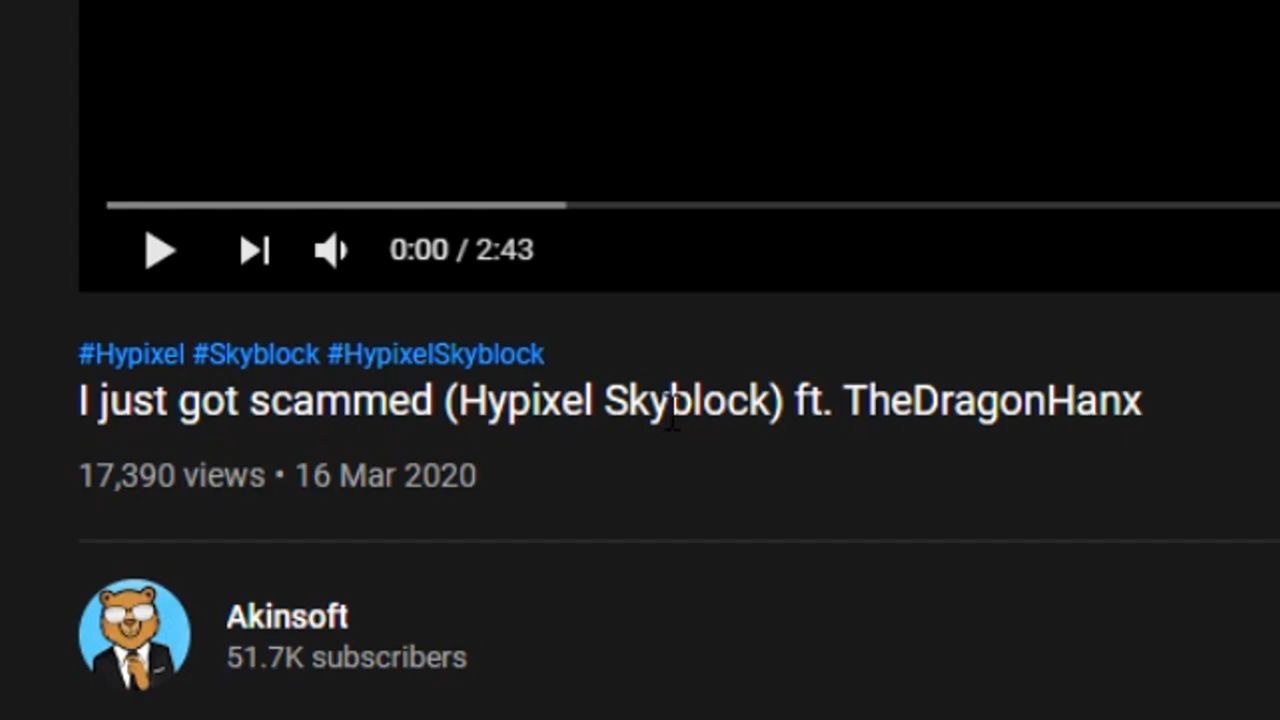 0:00 / 2:43
#Hypixel #Skyblock #HypixelSkyblock
I just got scammed (Hypixel Skyblock) ft. TheDragonHanx
17,390 views • 16 Mar 2020
Akinsoft
51.7K subscribers